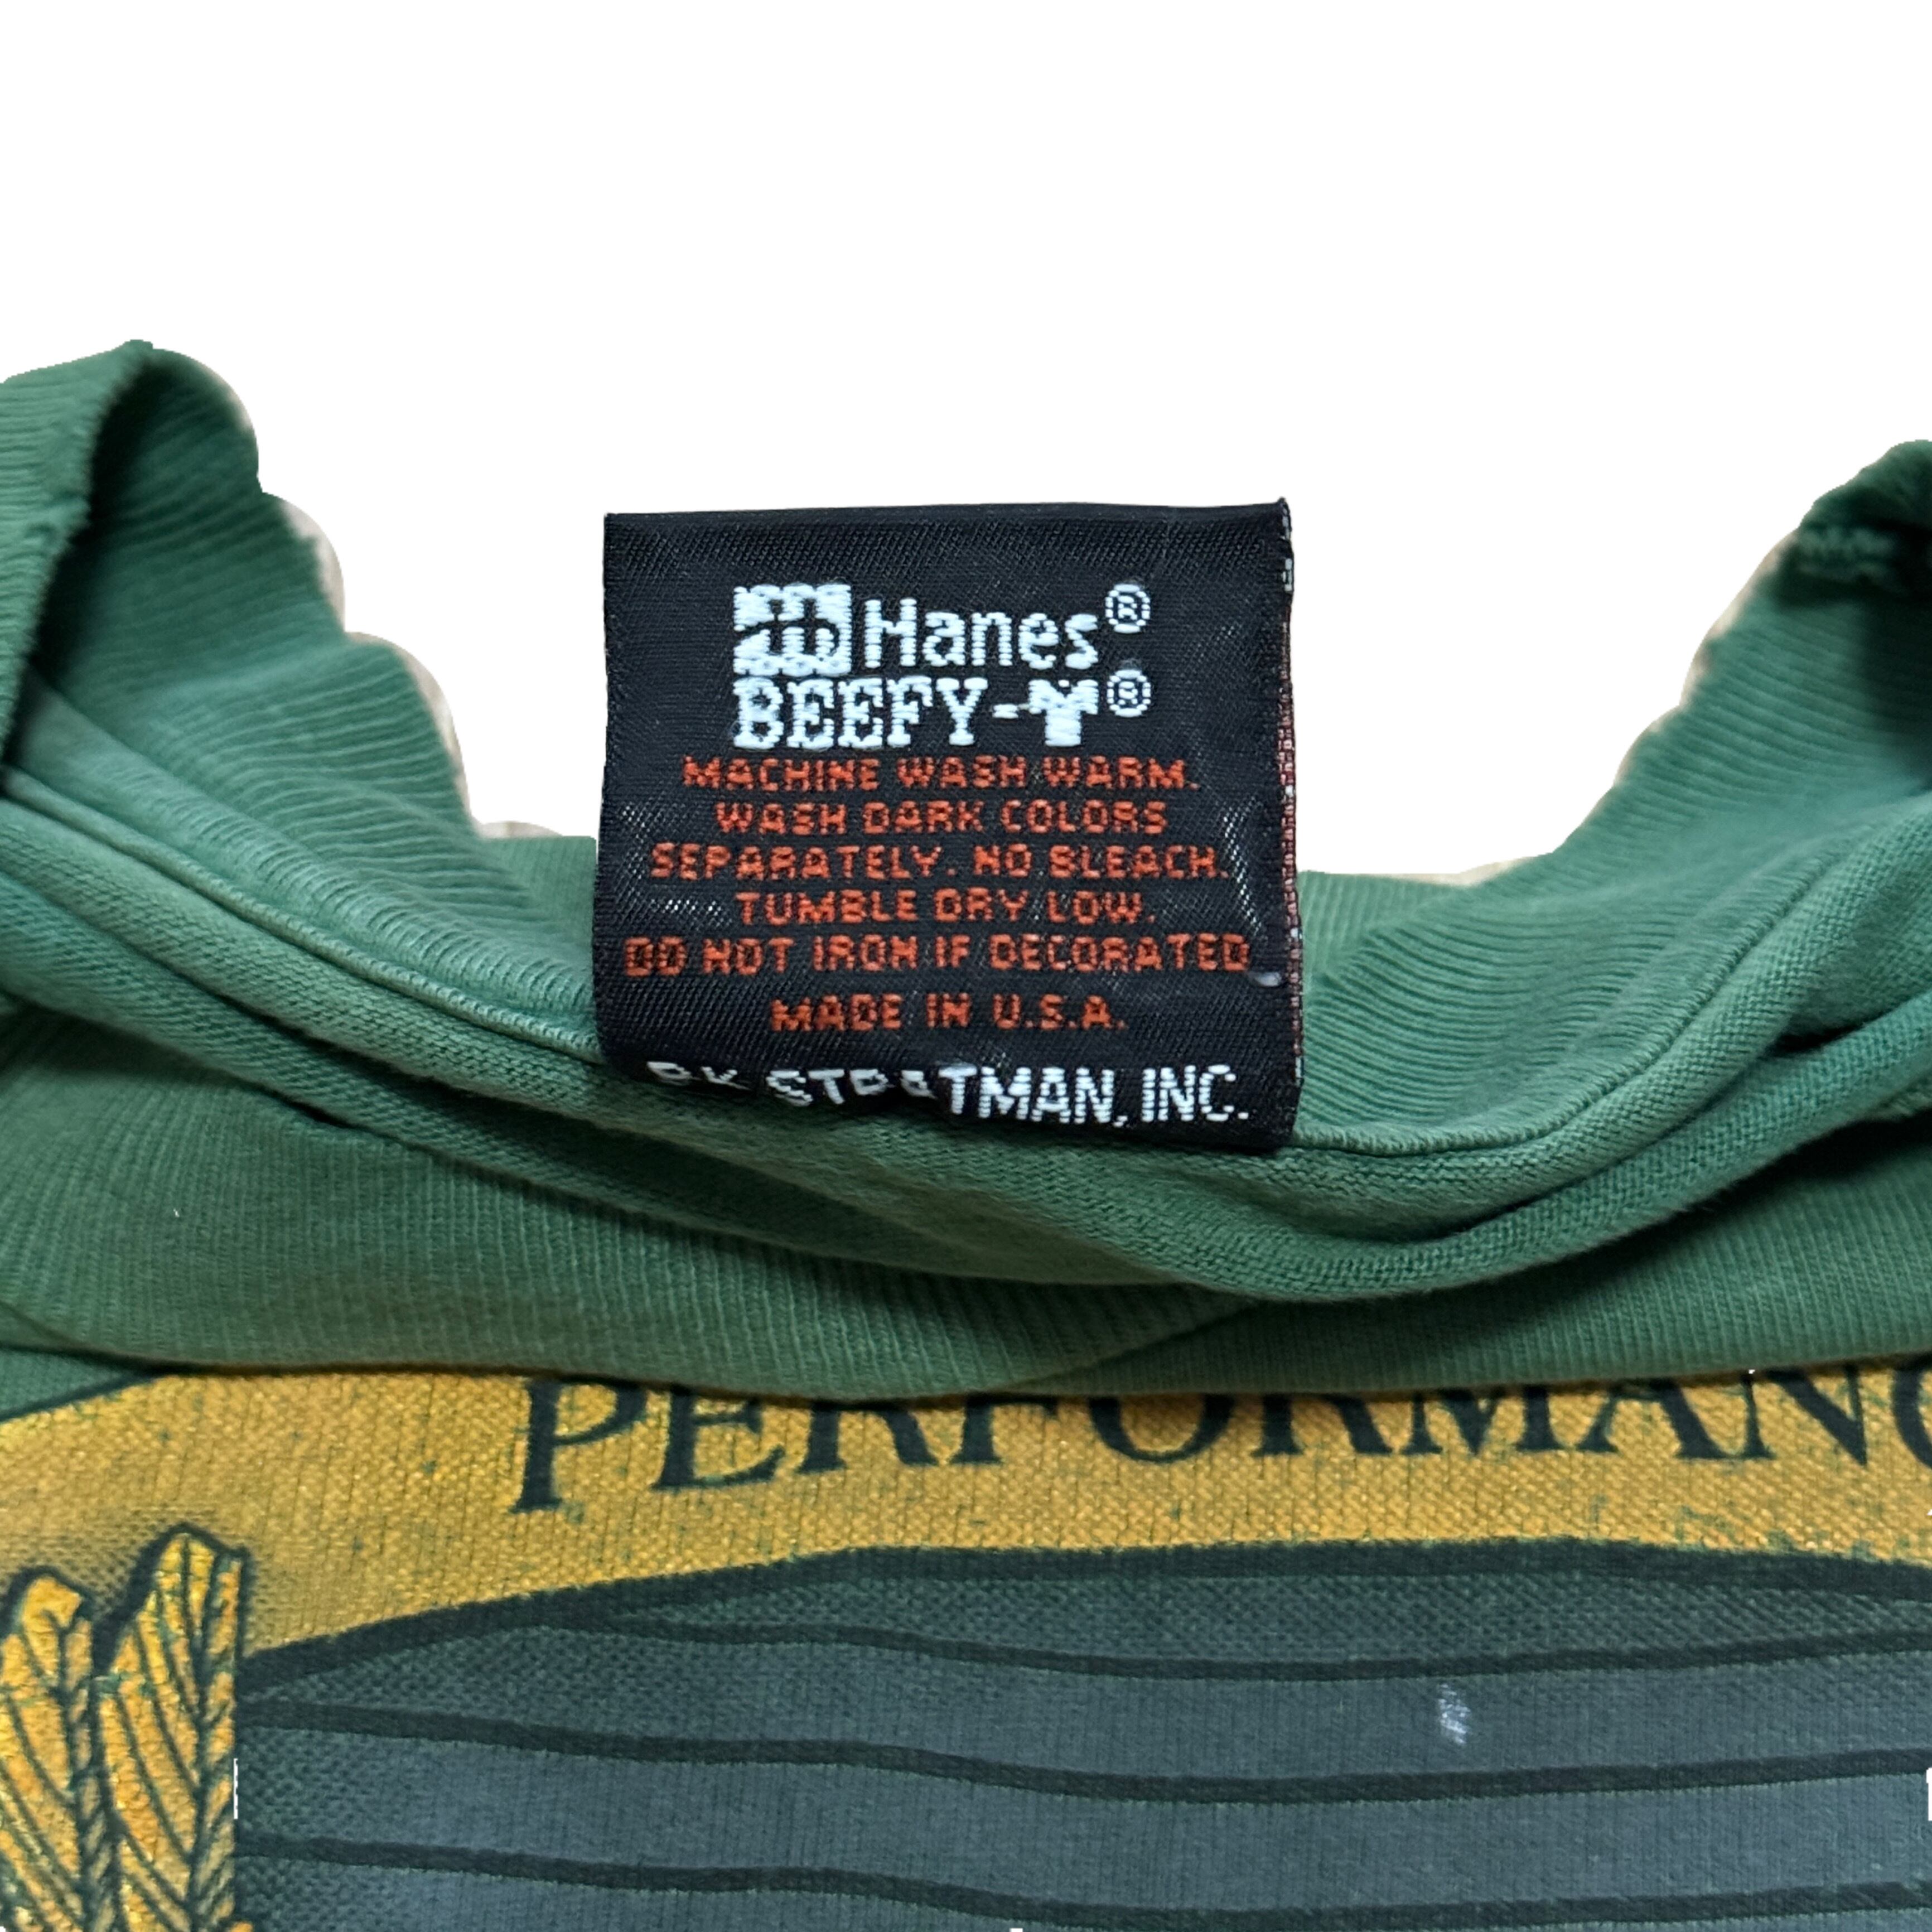 Hanes®
BEEFY-T®
MACHINE WASH WARM.
WASH DARK COLORS
SEPARATELY. NO BLEACH.
TUMBLE DRY LOW.
DO NOT IRON IF DECORATED
MADE IN U.S.A.
RK STRATMAN, INC.
PERFORMANC